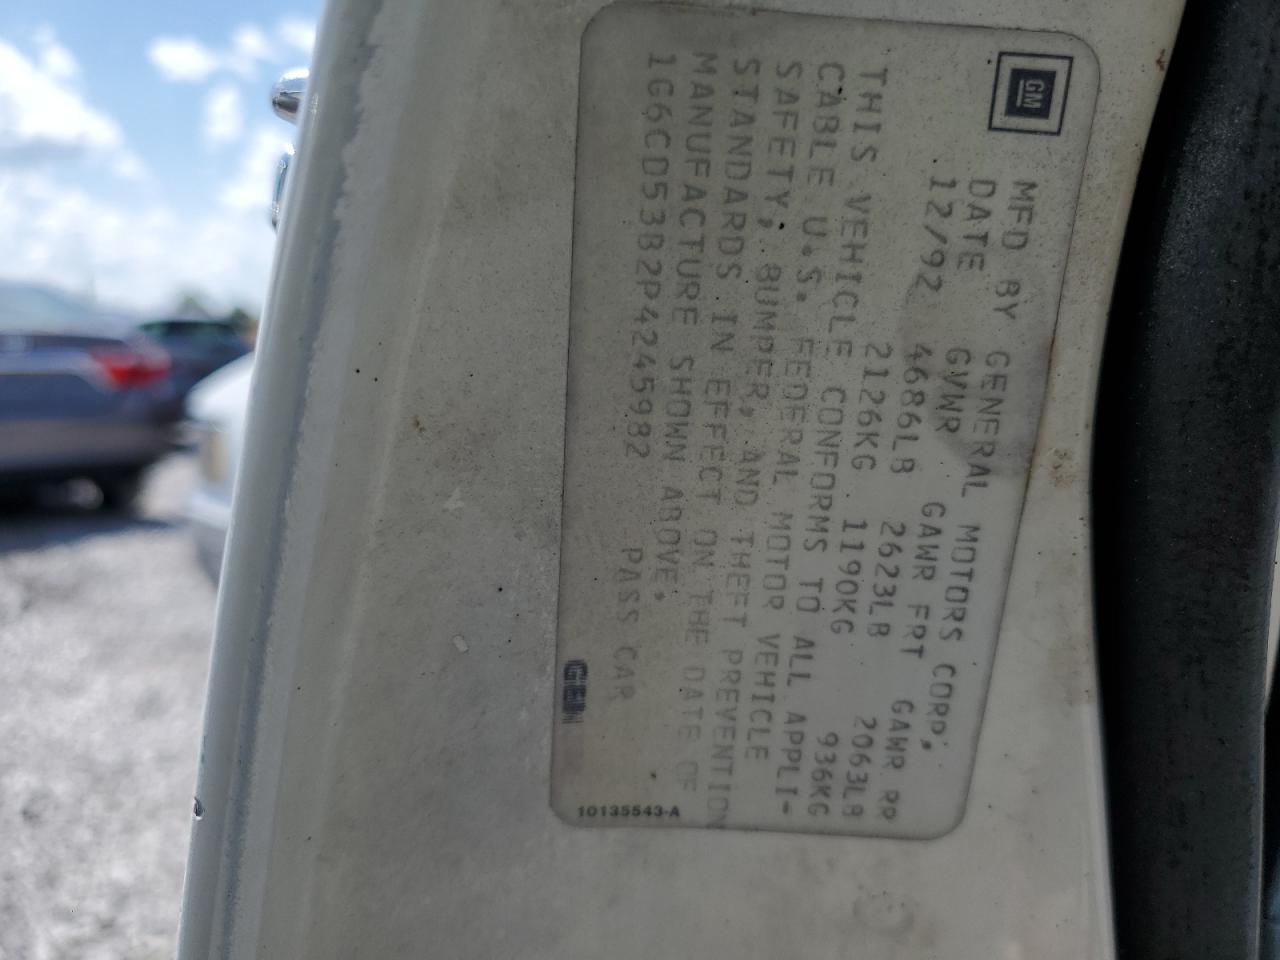 GM
MFD BY GENERAL MOTORS CORP.
DATE GVWR GAWR FRT GAWR RR
12/92 4686LB 2623LB 2063LB
2126KG 1190KG 936KG
THIS VEHICLE CONFORMS TO ALL APPLI-
CABLE U.S. FEDERAL MOTOR VEHICLE
SAFETY, BUMPER, AND THEFT PREVENTION
STANDARDS IN EFFECT ON THE DATE OF
MANUFACTURE SHOWN ABOVE.
1G6CD53B2P4245982 PASS CAR
10135543-A